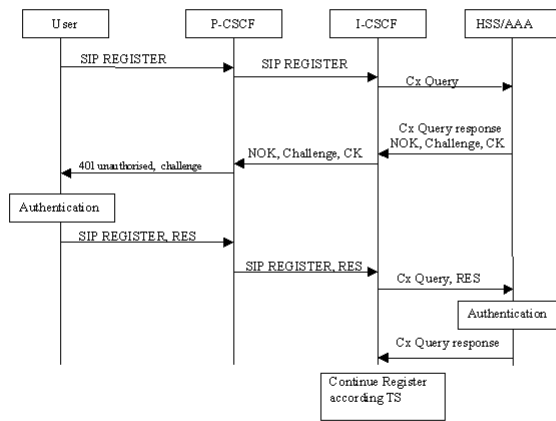 User P-CSCF I-CSCF HSS/AAA
SIP REGISTER
SIP REGISTER
Cx Query
Cx Query response
NOK, Challenge, CK
NOK, Challenge, CK
401 unauthorised, challenge
Authentication
SIP REGISTER, RES
SIP REGISTER, RES
Cx Query, RES
Authentication
Cx Query response
Continue Register
according TS